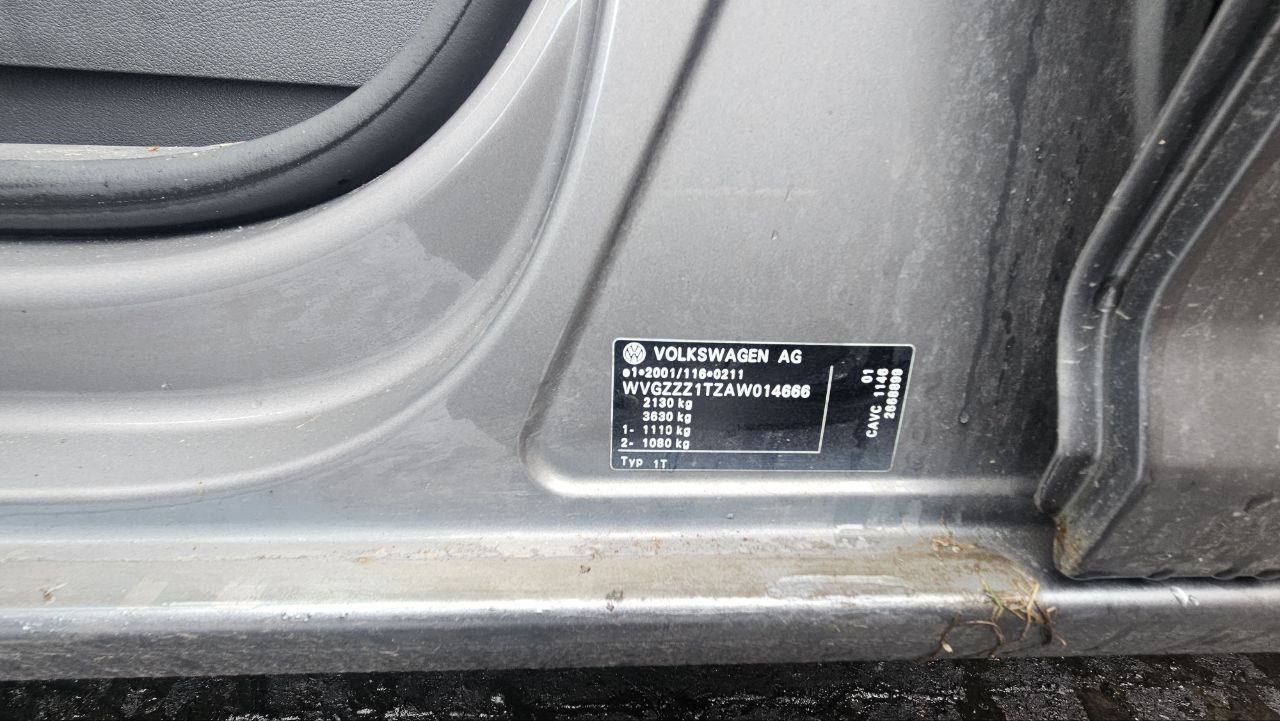 VOLKSWAGEN AG
e1*2001/116*0211
WVGZZZ1TZAW014666
2130 kg
3630 kg
1- 1110 kg
2- 1080 kg
Typ 1T
01
CAVC 1146